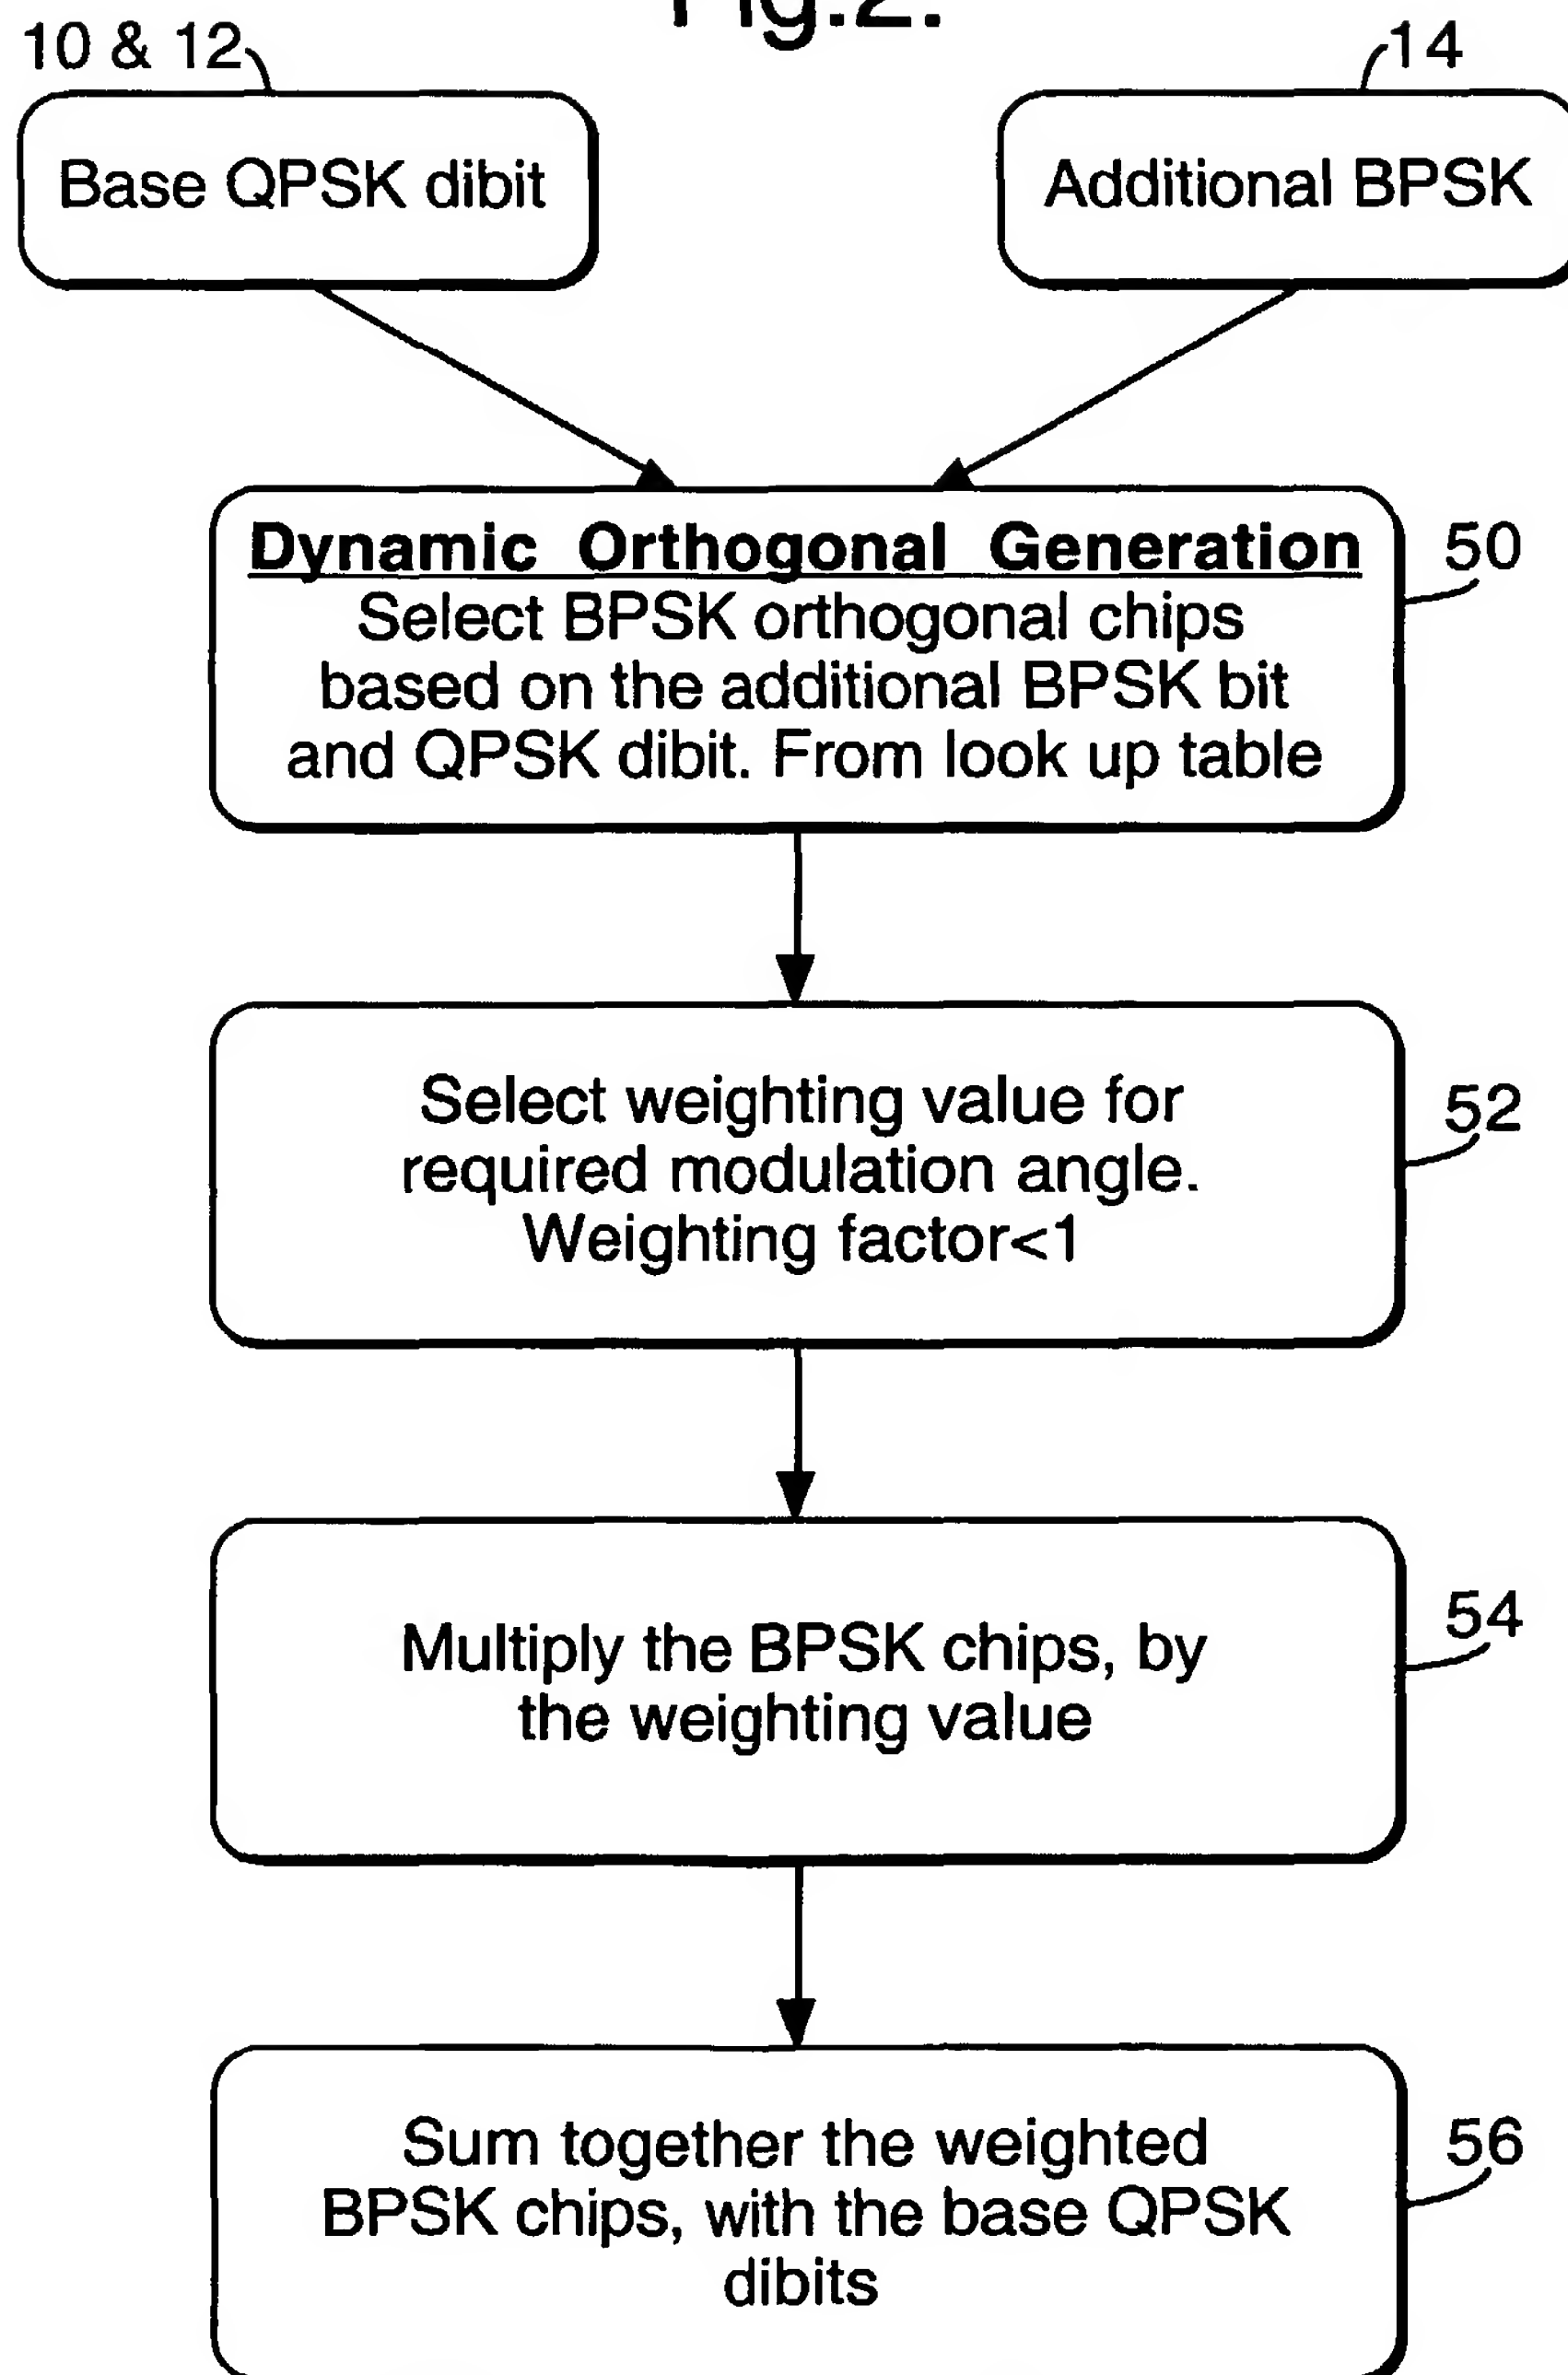 Fig.2.
10 & 12
14
Base QPSK dibit
Additional BPSK
Dynamic Orthogonal Generation
50
Select BPSK orthogonal chips
based on the additional BPSK bit
and QPSK dibit. From look up table
Select weighting value for
52
required modulation angle.
Weighting factor<1
54
Multiply the BPSK chips, by
the weighting value
Sum together the weighted
56
BPSK chips, with the base QPSK
dibits